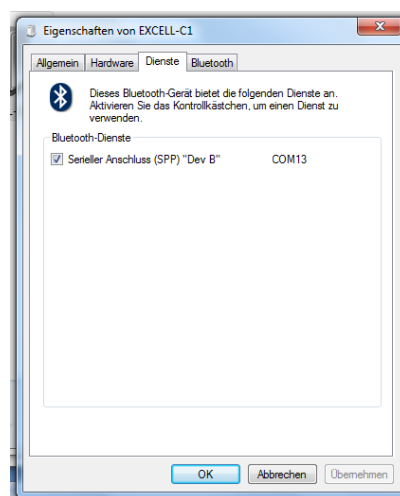 Eigenschaften von EXCELL-C1
Allgemein Hardware Dienste Bluetooth
Dieses Bluetooth-Gerät bietet die folgenden Dienste an.
Aktivieren Sie das Kontrollkästchen, um einen Dienst zu
verwenden.
Bluetooth-Dienste
Serieller Anschluss (SPP) "Dev B" COM13
OK Abbrechen Übernehmen